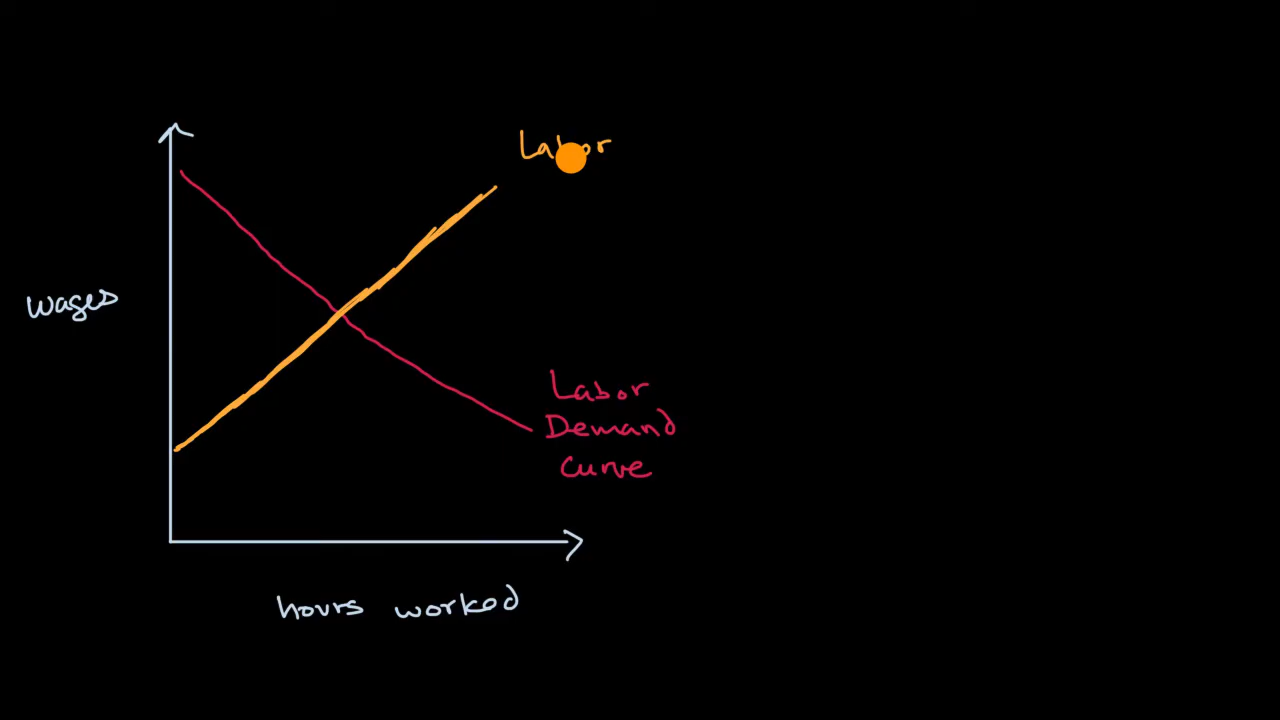 Labor
wages
Labor
Demand
curve
hours worked